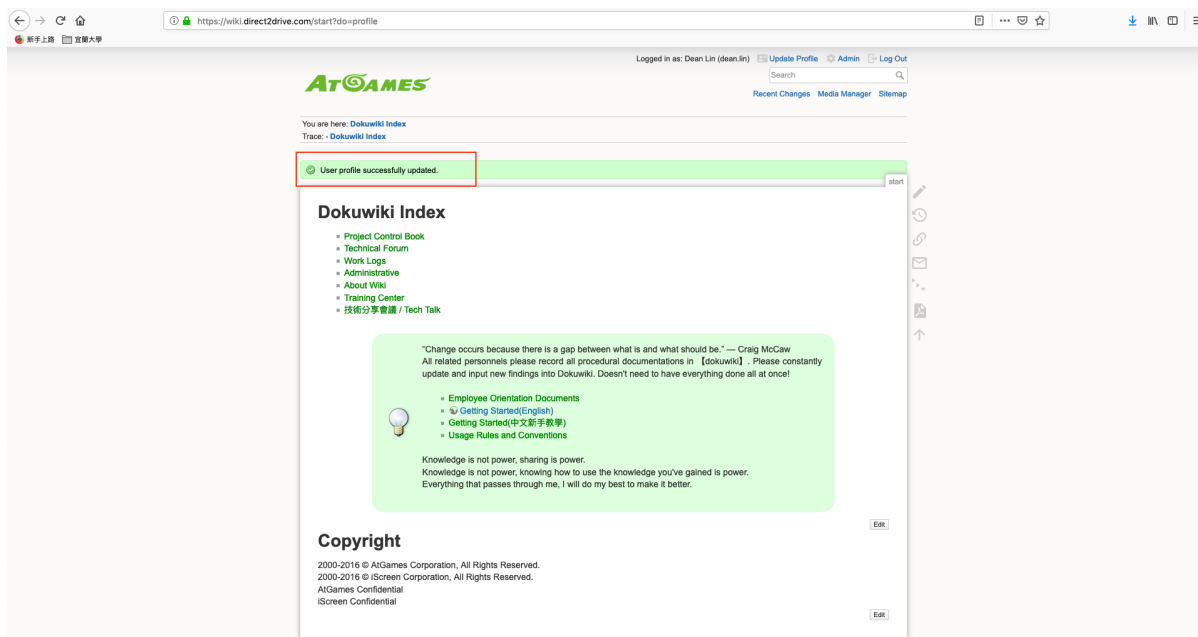 https://wiki.direct2drive.com/start?do=profile
新手上路 宜蘭大學
Logged in as: Dean Lin (dean.lin) Update Profile Admin Log Out
ATGAMES
Search
Recent Changes Media Manager Sitemap
You are here: Dokuwiki Index
Trace: - Dokuwiki Index
User profile successfully updated.
start
Dokuwiki Index
Project Control Book
Technical Forum
Work Logs
Administrative
About Wiki
Training Center
技術分享會議 / Tech Talk
"Change occurs because there is a gap between what is and what should be." — Craig McCaw
All related personnels please record all procedural documentations in 【dokuwiki】. Please constantly
update and input new findings into Dokuwiki. Doesn't need to have everything done all at once!
Employee Orientation Documents
Getting Started(English)
Getting Started(中文新手教學)
Usage Rules and Conventions
Knowledge is not power, sharing is power.
Knowledge is not power, knowing how to use the knowledge you've gained is power.
Everything that passes through me, I will do my best to make it better.
Edit
Copyright
2000-2016 © AtGames Corporation, All Rights Reserved.
2000-2016 © iScreen Corporation, All Rights Reserved.
AtGames Confidential
iScreen Confidential
Edit